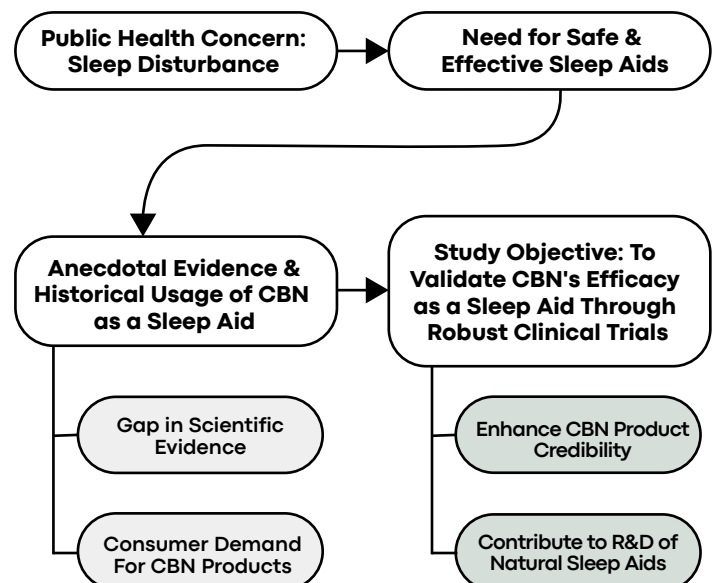 Public Health Concern:
Sleep Disturbance
Need for Safe &
Effective Sleep Aids
Anecdotal Evidence &
Historical Usage of CBN
as a Sleep Aid
Study Objective: To
Validate CBN's Efficacy
as a Sleep Aid Through
Robust Clinical Trials
Gap in Scientific
Evidence
Enhance CBN Product
Credibility
Consumer Demand
For CBN Products
Contribute to R&D of
Natural Sleep Aids